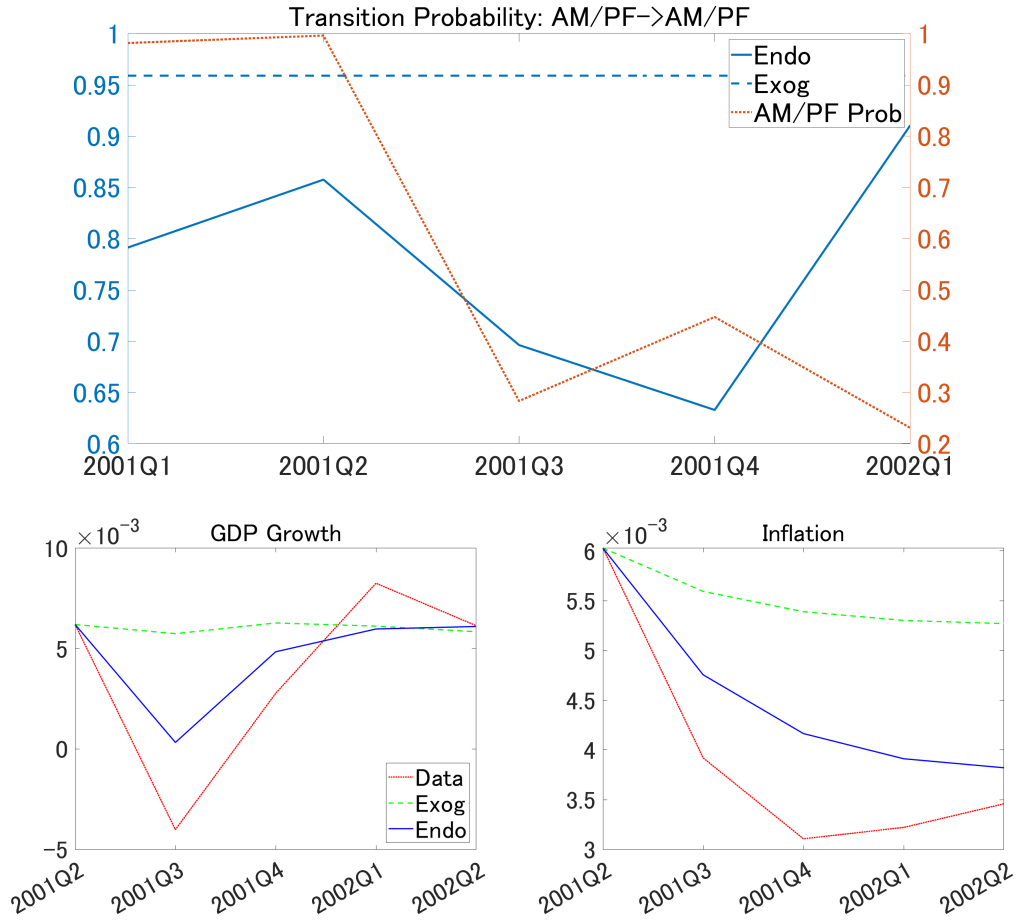 Transition Probability: AM/PF->AM/PF
1
0.95
0.9
0.85
0.8
0.75
0.7
0.65
0.6
1
0.9
0.8
0.7
0.6
0.5
0.4
0.3
0.2
Endo
Exog
AM/PF Prob
2001Q1 2001Q2 2001Q3 2001Q4 2002Q1
×10⁻³ GDP Growth
10
5
0
-5
Data
Exog
Endo
2001Q2 2001Q3 2001Q4 2002Q1 2002Q2
×10⁻³ Inflation
6
5.5
5
4.5
4
3.5
3
2001Q2 2001Q3 2001Q4 2002Q1 2002Q2